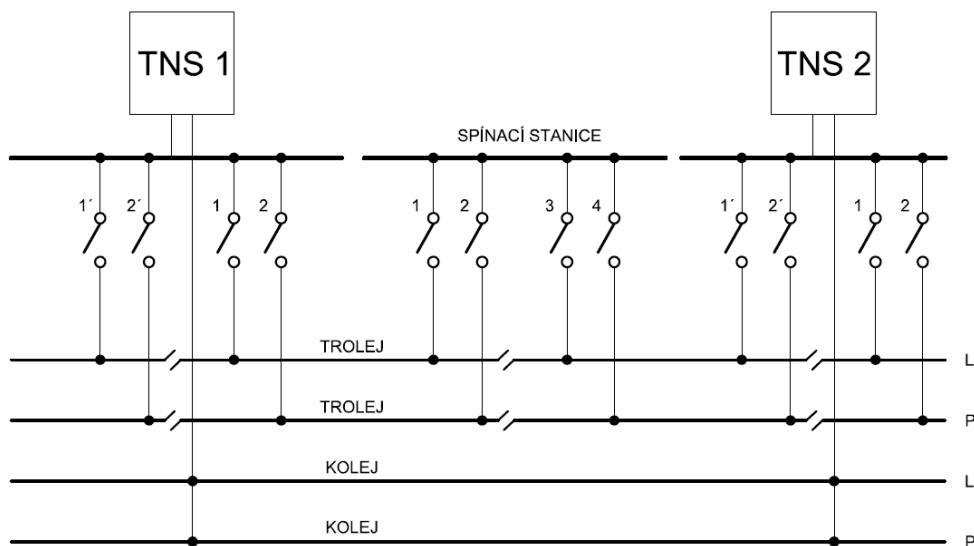 TNS 1 TNS 2
SPÍNACÍ STANICE
1´ 2´ 1 2 1 2 3 4 1´ 2´ 1 2
TROLEJ L
TROLEJ P
KOLEJ L
KOLEJ P